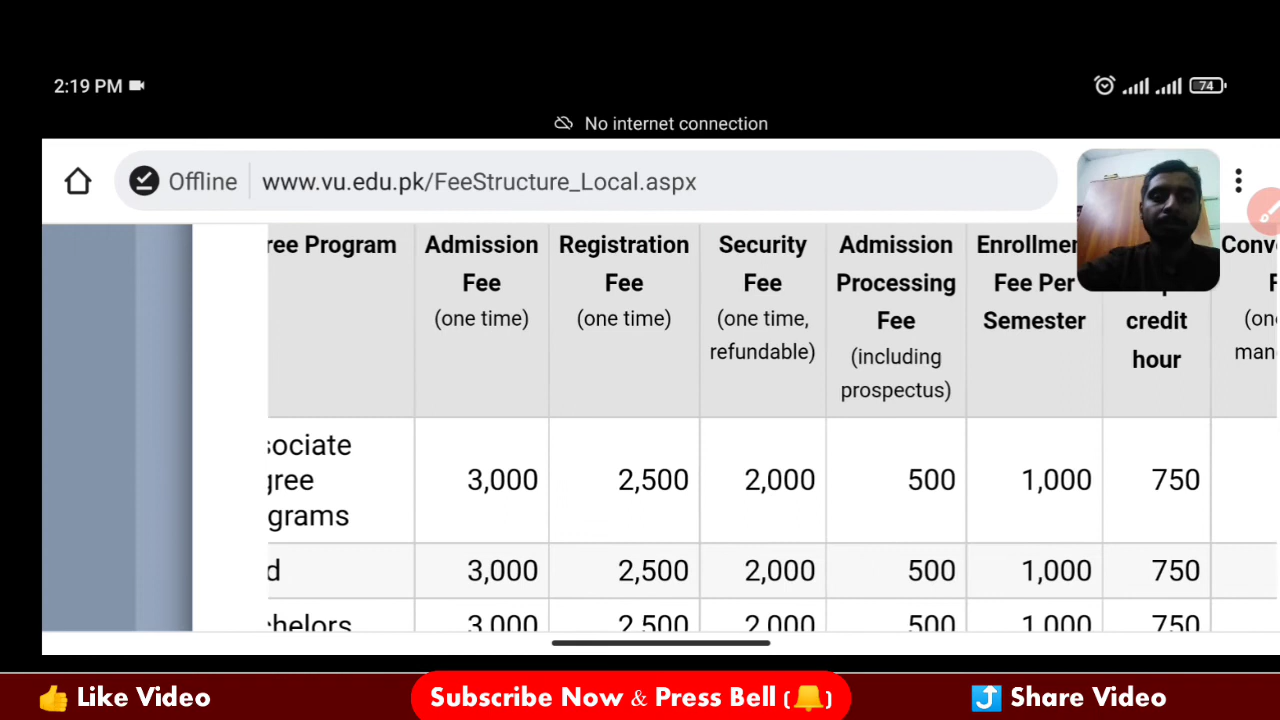 2:19 PM
74
No internet connection
Offline www.vu.edu.pk/FeeStructure_Local.aspx
ree Program Admission Fee (one time) Registration Fee (one time) Security Fee (one time, refundable) Admission Processing Fee (including prospectus) Fee Per Semester credit hour
sociate gree grams 3,000 2,500 2,000 500 1,000 750
d 3,000 2,500 2,000 500 1,000 750
chelors 3,000 2,500 2,000 500 1,000 750
Like Video
Subscribe Now & Press Bell ( )
Share Video